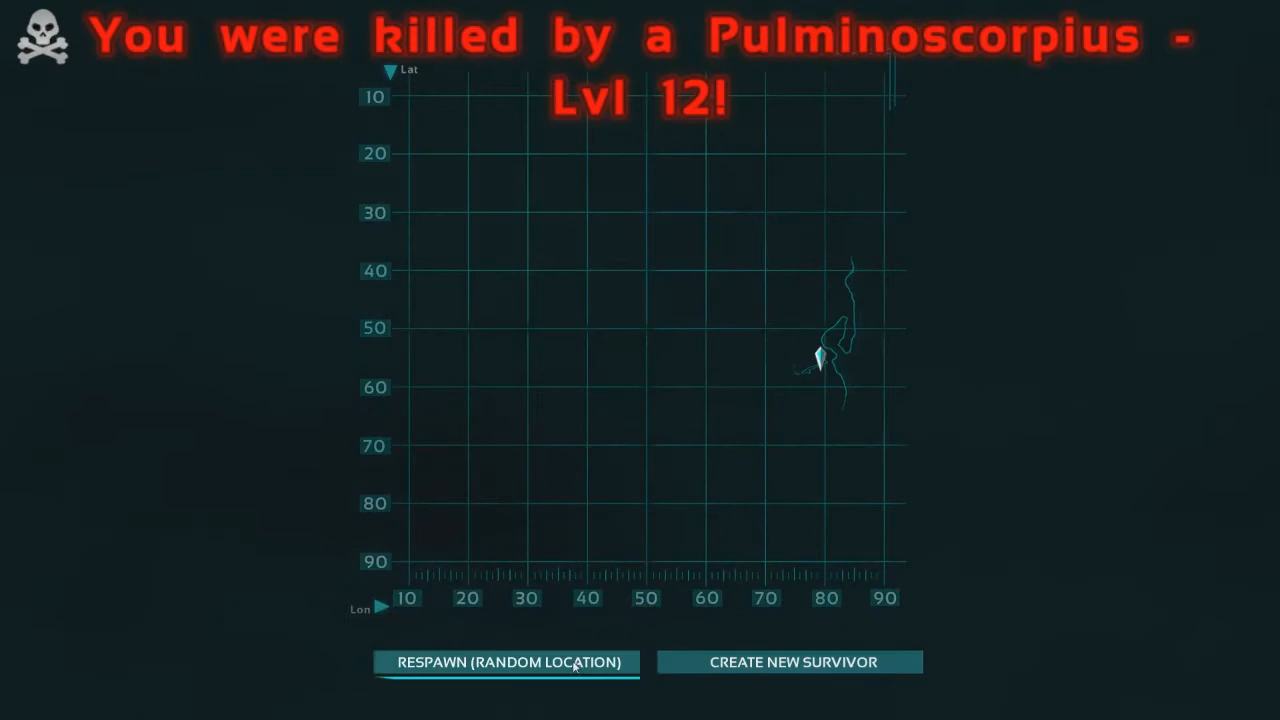 You were killed by a Pulminoscorpius -
Lvl 12!
Lat
10
20
30
40
50
60
70
80
90
Lon
10 20 30 40 50 60 70 80 90
RESPAWN (RANDOM LOCATION)
CREATE NEW SURVIVOR